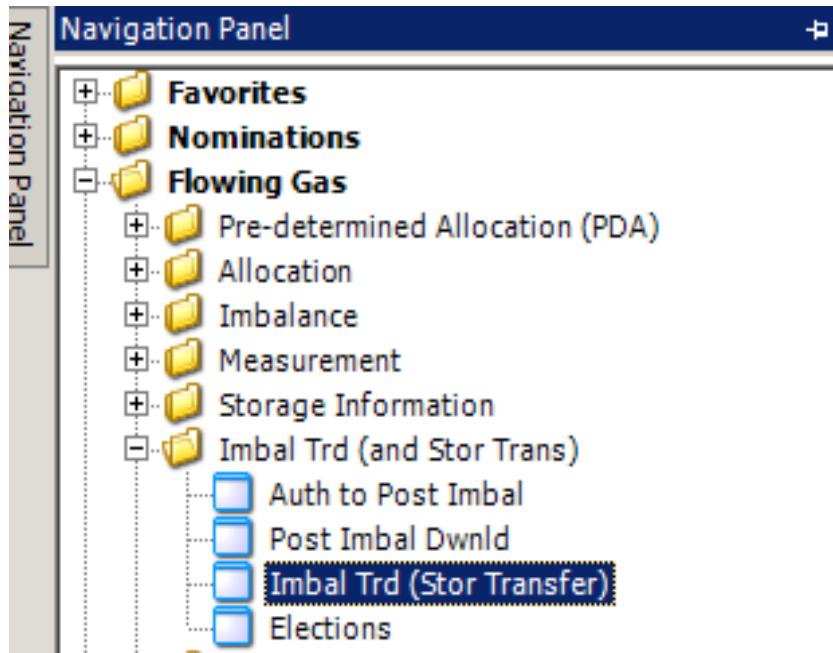 Navigation Panel
Navigation Panel
Favorites
Nominations
Flowing Gas
Pre-determined Allocation (PDA)
Allocation
Imbalance
Measurement
Storage Information
Imbal Trd (and Stor Trans)
Auth to Post Imbal
Post Imbal Dwnld
Imbal Trd (Stor Transfer)
Elections